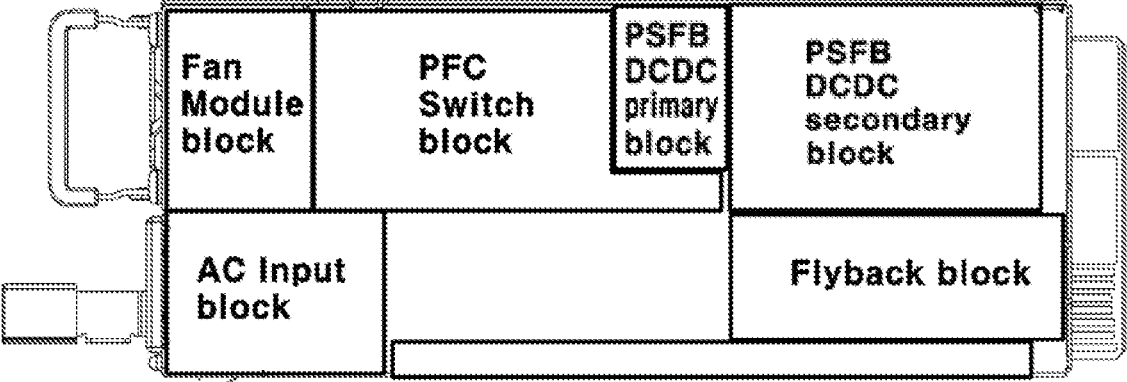 Fan
Module
block
PFC
Switch
block
PSFB
DCDC
primary
block
PSFB
DCDC
secondary
block
AC Input
block
Flyback block